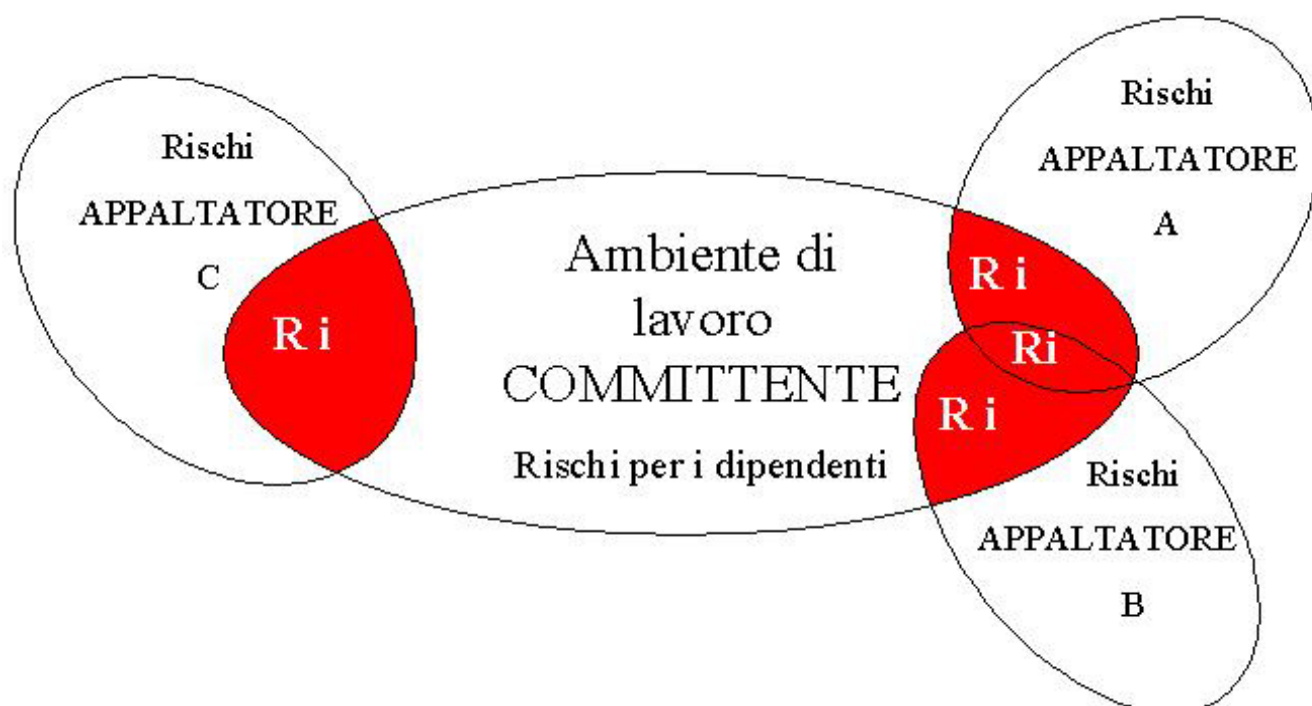 Rischi
APPALTATORE
C
R i
Ambiente di
lavoro
COMMITTENTE
Rischi per i dipendenti
Rischi
APPALTATORE
A
R i
Ri
R i
Rischi
APPALTATORE
B